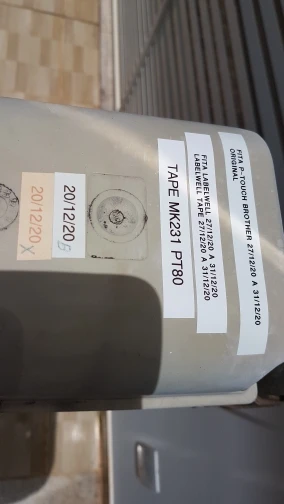 FITA P-TOUCH BROTHER 27/12/20 A 31/12/20
ORIGINAL
FITA LABELWELL 27/12/20 A 31/12/20
LABELWELL TAPE 27/12/20 A 31/12/20
TAPE MK231 PT80
20/12/20 B
20/12/20 X